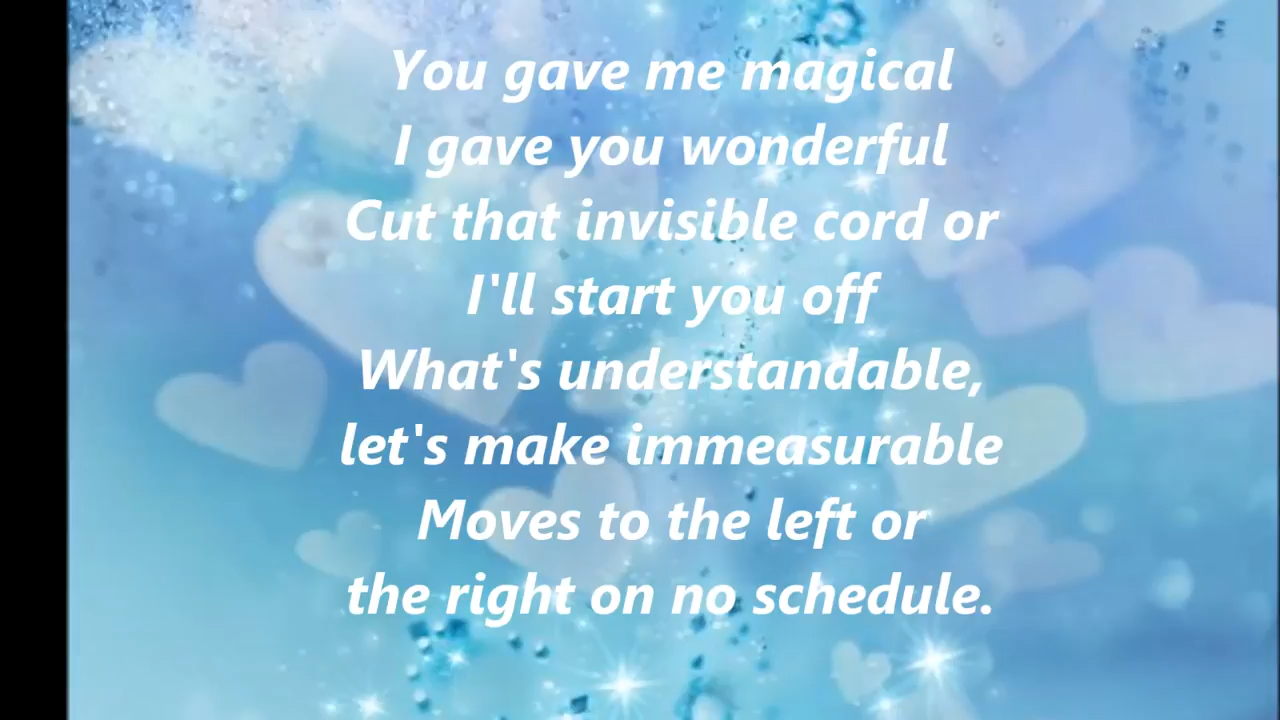 You gave me magical
I gave you wonderful
Cut that invisible cord or
I'll start you off
What's understandable,
let's make immeasurable
Moves to the left or
the right on no schedule.